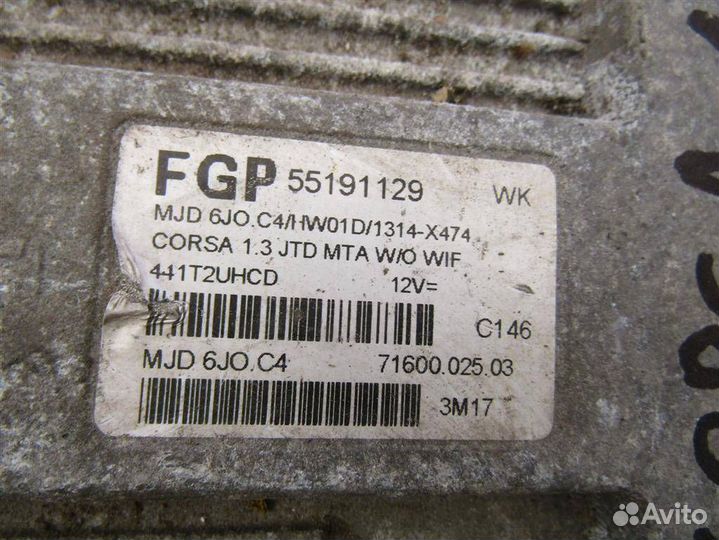 FGP 55191129 WK
MJD 6JO.C4/HW01D/1314-X474
CORSA 1.3 JTD MTA W/O WIF
441T2UHCD 12V=
C146
MJD 6JO.C4 71600.025.03
3M17
Avito